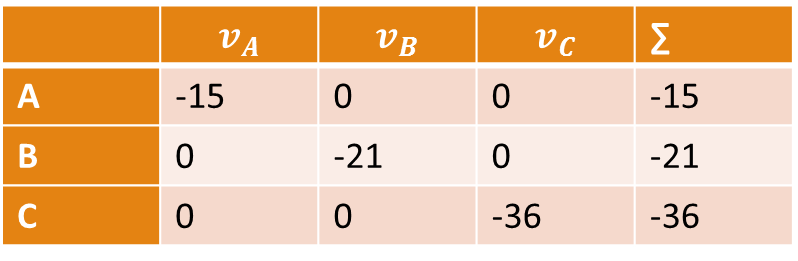 v_A v_B v_C Σ
A -15 0 0 -15
B 0 -21 0 -21
C 0 0 -36 -36